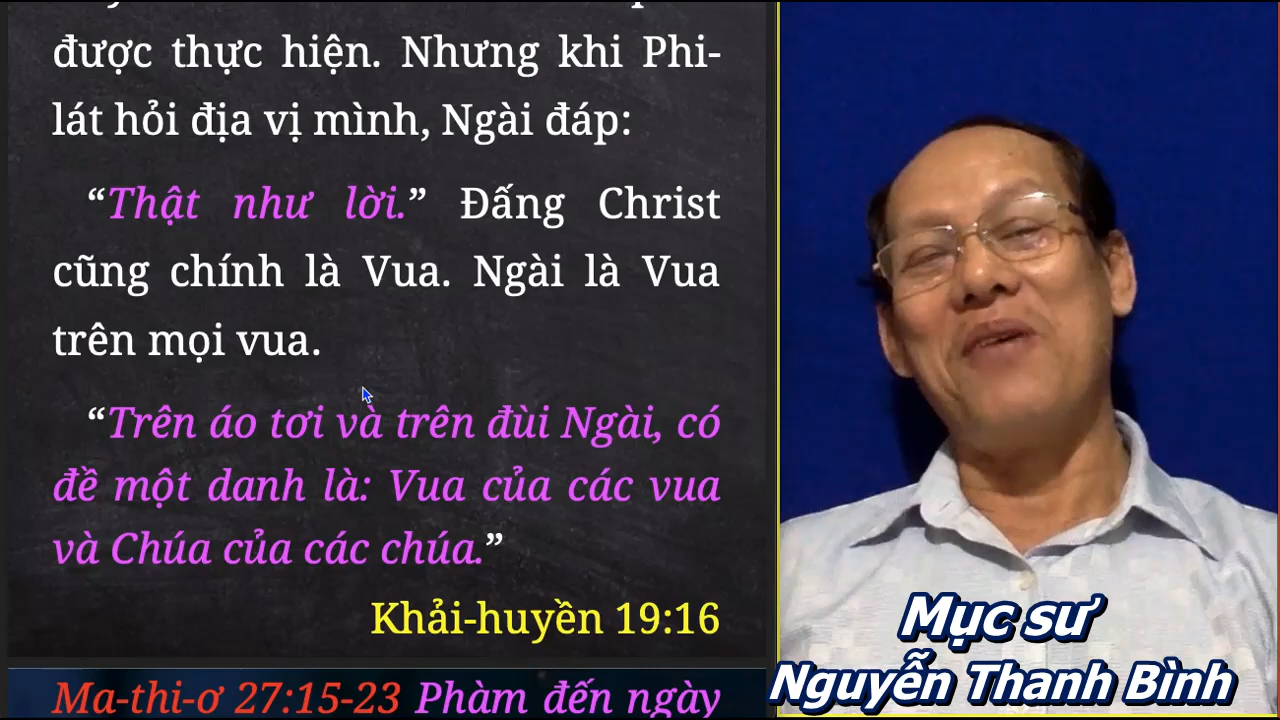 được thực hiện. Nhưng khi Phi-
lát hỏi địa vị mình, Ngài đáp:
“Thật như lời.” Đấng Christ
cũng chính là Vua. Ngài là Vua
trên mọi vua.
“Trên áo tơi và trên đùi Ngài, có
đề một danh là: Vua của các vua
và Chúa của các chúa.”
Khải-huyền 19:16
Ma-thi-ơ 27:15-23 Phàm đến ngày
Mục sư
Nguyễn Thanh Bình